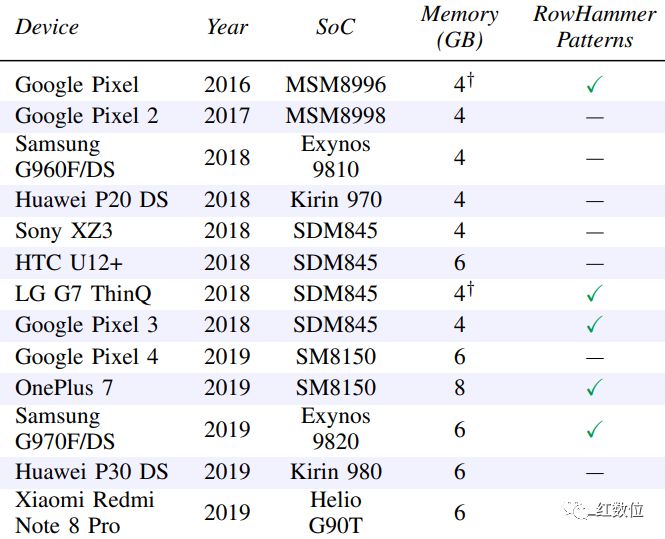 Device Year SoC Memory (GB) RowHammer Patterns
Google Pixel 2016 MSM8996 4† ✓
Google Pixel 2 2017 MSM8998 4 —
Samsung G960F/DS 2018 Exynos 9810 4 —
Huawei P20 DS 2018 Kirin 970 4 —
Sony XZ3 2018 SDM845 4 —
HTC U12+ 2018 SDM845 6 —
LG G7 ThinQ 2018 SDM845 4† ✓
Google Pixel 3 2018 SDM845 4 ✓
Google Pixel 4 2019 SM8150 6 —
OnePlus 7 2019 SM8150 8 ✓
Samsung G970F/DS 2019 Exynos 9820 6 ✓
Huawei P30 DS 2019 Kirin 980 6 —
Xiaomi Redmi Note 8 Pro 2019 Helio G90T 6
红数位